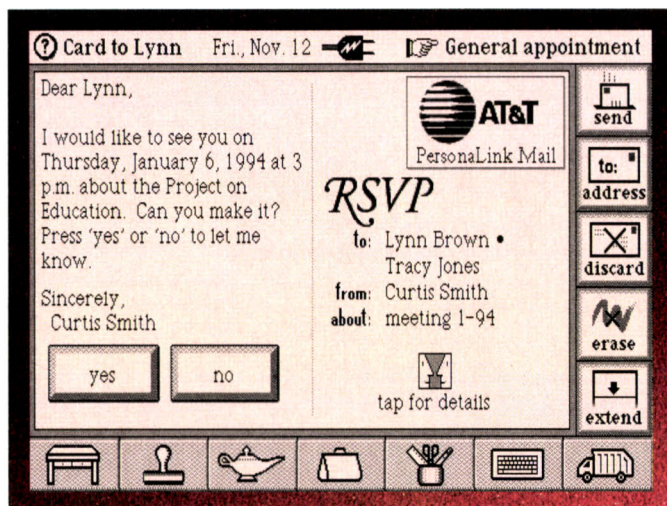 ? Card to Lynn Fri., Nov. 12 General appointment
Dear Lynn,
I would like to see you on
Thursday, January 6, 1994 at 3
p.m. about the Project on
Education. Can you make it?
Press 'yes' or 'no' to let me
know.
Sincerely,
Curtis Smith
yes
no
AT&T
PersonaLink Mail
RSVP
to: Lynn Brown •
Tracy Jones
from: Curtis Smith
about: meeting 1-94
tap for details
send
to:
address
discard
erase
extend